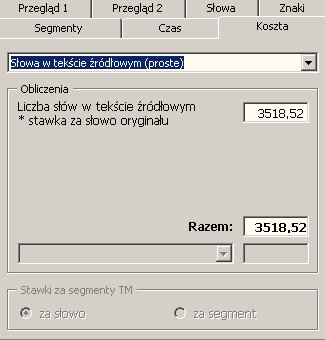 Przegląd 1 Przegląd 2 Słowa Znaki
Segmenty Czas Koszta
Słowa w tekście źródłowym (proste)
Obliczenia
Liczba słów w tekście źródłowym
* stawka za słowo oryginału
3518,52
Razem: 3518,52
Stawki za segmenty TM
za słowo za segment